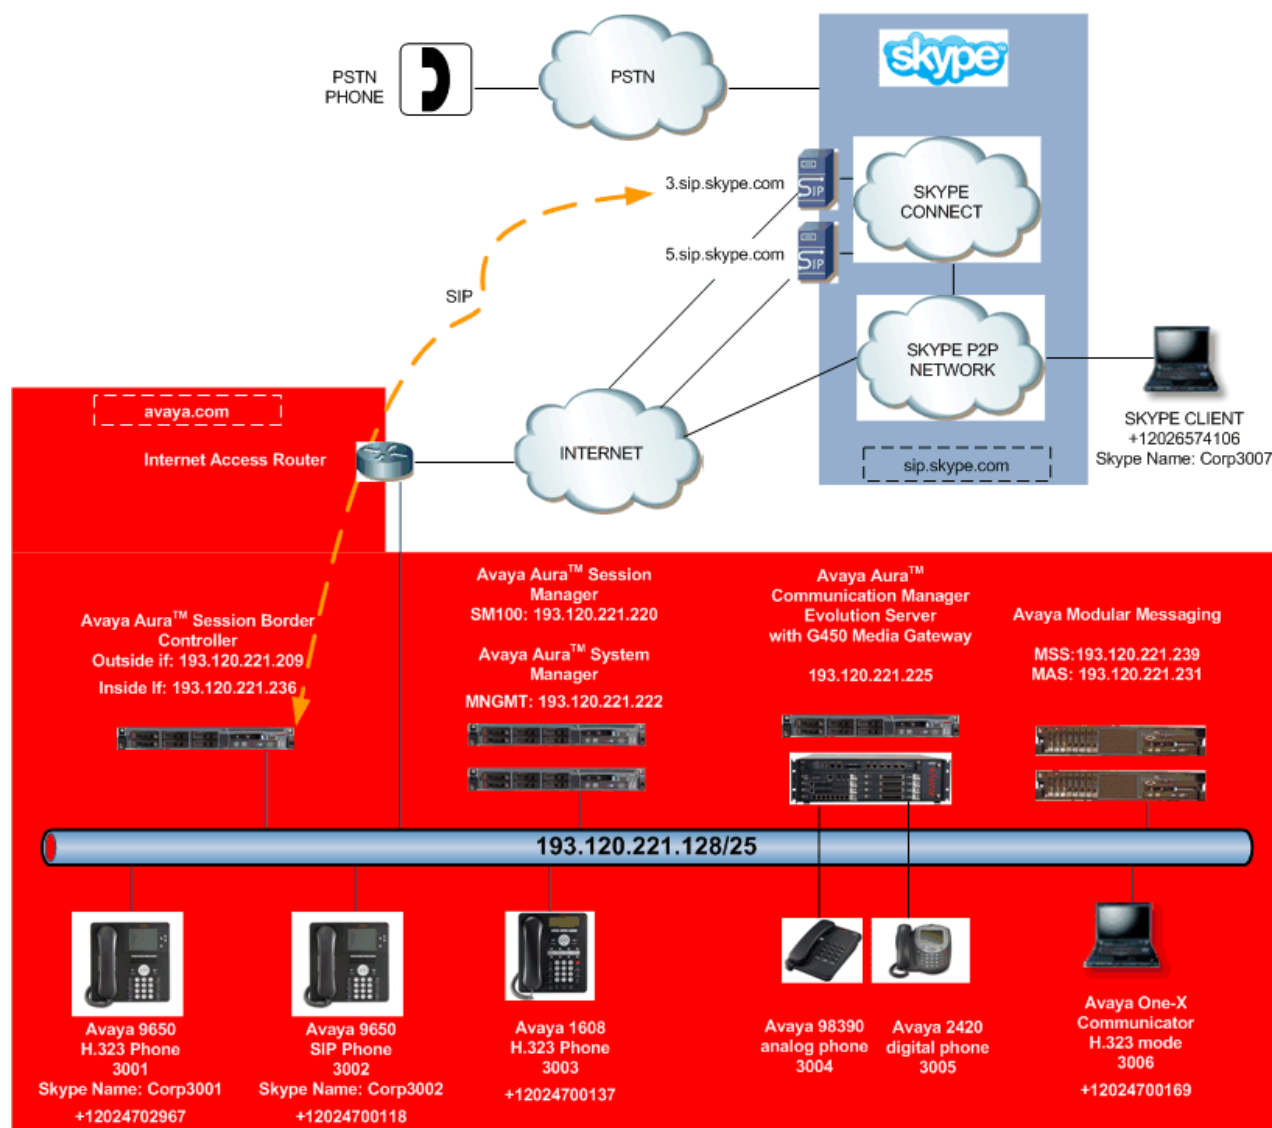 skype™
PSTN
PHONE
PSTN
3.sip.skype.com
SIP
SKYPE
CONNECT
5.sip.skype.com
SIP
SIP
SKYPE P2P
NETWORK
avaya.com
Internet Access Router
INTERNET
sip.skype.com
SKYPE CLIENT
+12026574106
Skype Name: Corp3007
Avaya Aura™ Session Border
Controller
Outside if: 193.120.221.209
Inside If: 193.120.221.236
Avaya Aura™ Session
Manager
SM100: 193.120.221.220
Avaya Aura™ System
Manager
MNGMT: 193.120.221.222
Avaya Aura™
Communication Manager
Evolution Server
with G450 Media Gateway
193.120.221.225
Avaya Modular Messaging
MSS:193.120.221.239
MAS: 193.120.221.231
193.120.221.128/25
Avaya 9650
H.323 Phone
3001
Skype Name: Corp3001
+12024702967
Avaya 9650
SIP Phone
3002
Skype Name: Corp3002
+12024700118
Avaya 1608
H.323 Phone
3003
+12024700137
Avaya 98390
analog phone
3004
Avaya 2420
digital phone
3005
Avaya One-X
Communicator
H.323 mode
3006
+12024700169